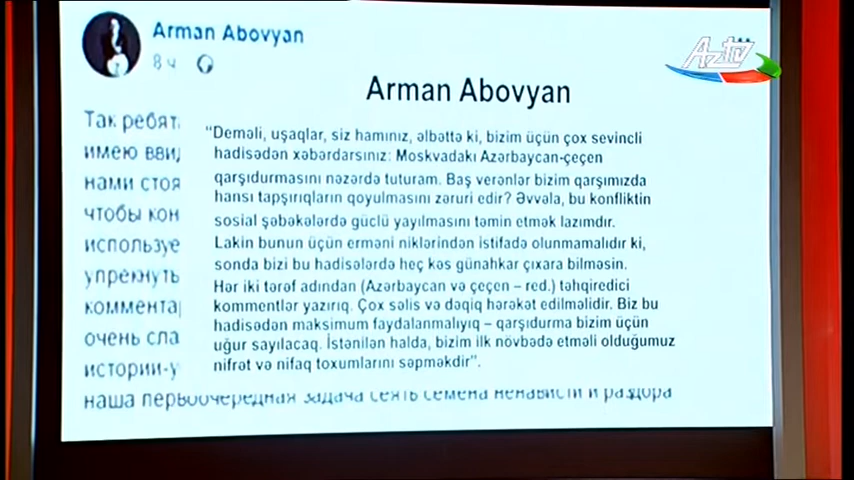 Arman Abovyan
8 ч
AzTV
Arman Abovyan
Так ребят
имею ввид
нами стоя
чтобы кон
используе
упрекнуть
комментар
очень сла
истории-у
наша первоочередная задача сеять семена ненависти и раздора
"Deməli, uşaqlar, siz hamınız, əlbəttə ki, bizim üçün çox sevincli
hadisədən xəbərdarsınız: Moskvadakı Azərbaycan-çeçen
qarşıdurmasını nəzərdə tuturam. Baş verənlər bizim qarşımızda
hansı tapşırıqların qoyulmasını zəruri edir? Əvvəla, bu konfliktin
sosial şəbəkələrdə güclü yayılmasını təmin etmək lazımdır.
Lakin bunun üçün erməni niklərindən istifadə olunmamalıdır ki,
sonda bizi bu hadisələrdə heç kəs günahkar çıxara bilməsin.
Hər iki tərəf adından (Azərbaycan və çeçen – red.) təhqiredici
kommentlər yazırıq. Çox səlis və dəqiq hərəkət edilməlidir. Biz bu
hadisədən maksimum faydalanmalıyıq – qarşıdurma bizim üçün
uğur sayılacaq. İstənilən halda, bizim ilk növbədə etməli olduğumuz
nifrət və nifaq toxumlarını səpməkdir".